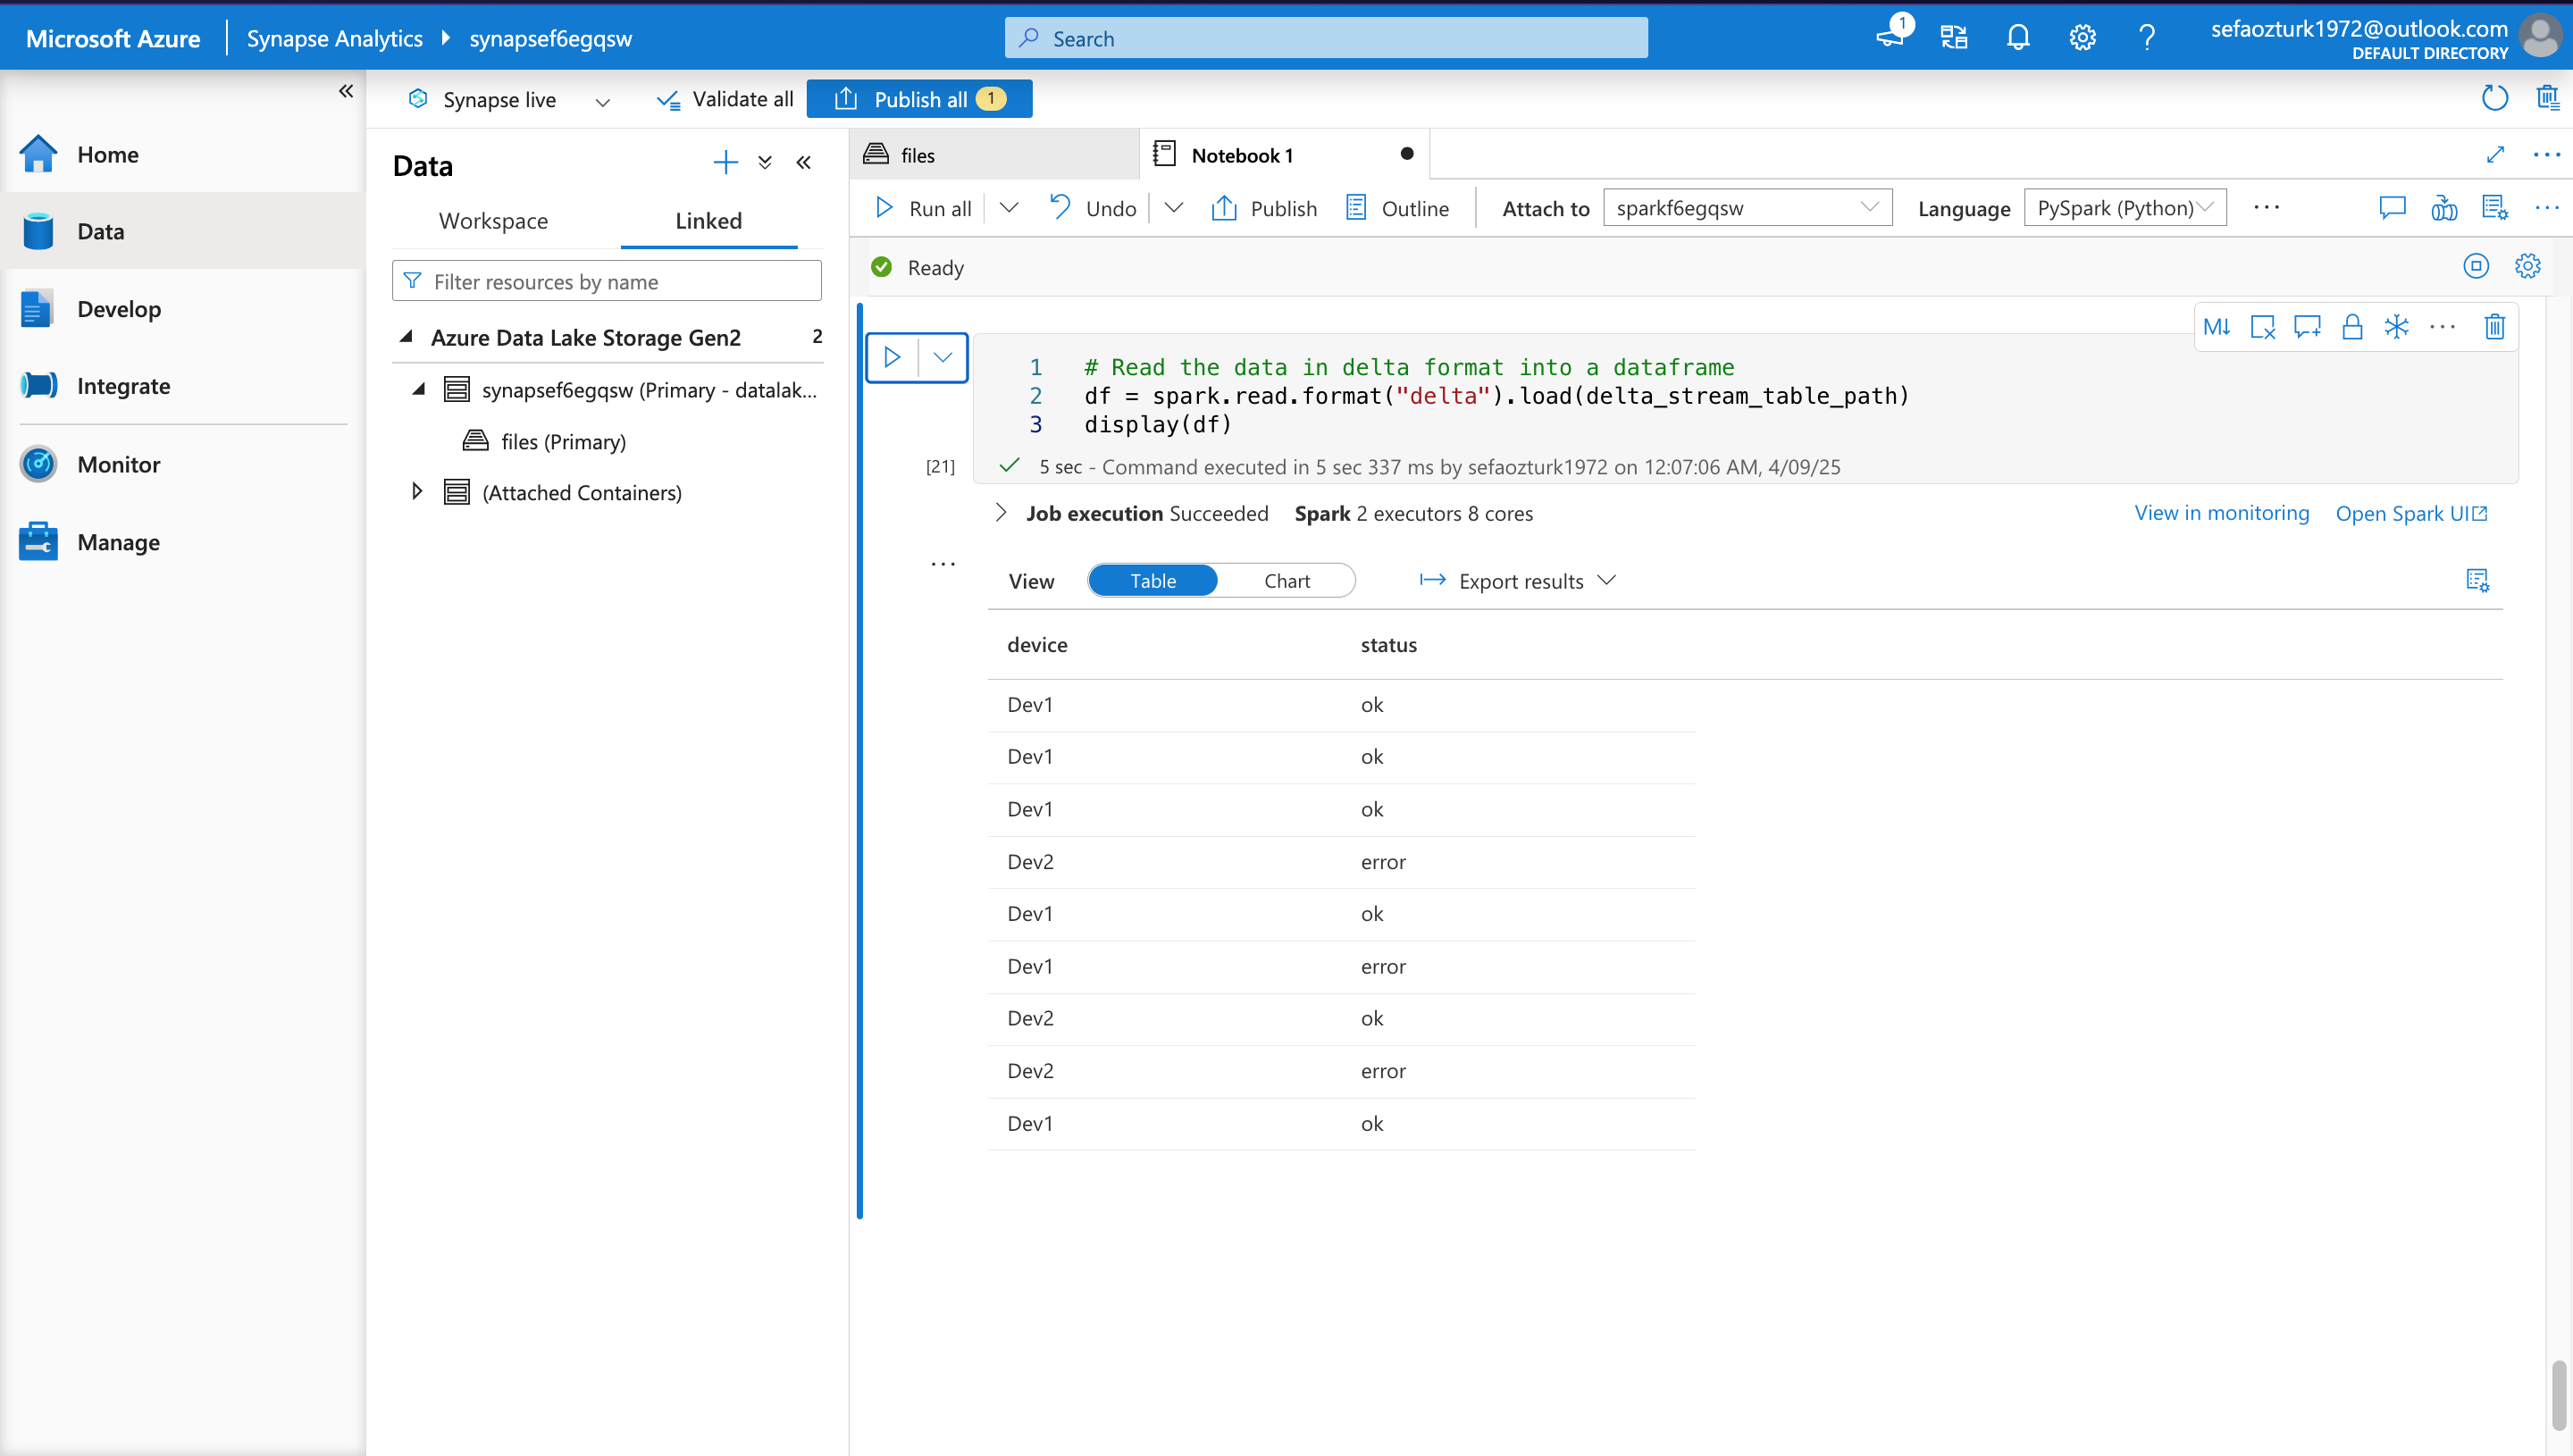 Microsoft Azure
Synapse Analytics
synapsef6egqsw
Search
1
sefaozturk1972@outlook.com
DEFAULT DIRECTORY
Home
Data
Develop
Integrate
Monitor
Manage
Synapse live
Validate all
Publish all 1
Data
Workspace
Linked
Filter resources by name
Azure Data Lake Storage Gen2 2
synapsef6egqsw (Primary - datalak...
files (Primary)
(Attached Containers)
files
Notebook 1
Run all
Undo
Publish
Outline
Attach to
sparkf6egqsw
Language
PySpark (Python)
...
Ready
M↓
1 # Read the data in delta format into a dataframe
2 df = spark.read.format("delta").load(delta_stream_table_path)
3 display(df)
[21]
5 sec - Command executed in 5 sec 337 ms by sefaozturk1972 on 12:07:06 AM, 4/09/25
Job execution Succeeded Spark 2 executors 8 cores
View in monitoring
Open Spark UI
View
Table
Chart
Export results
device status
Dev1 ok
Dev1 ok
Dev1 ok
Dev2 error
Dev1 ok
Dev1 error
Dev2 ok
Dev2 error
Dev1 ok